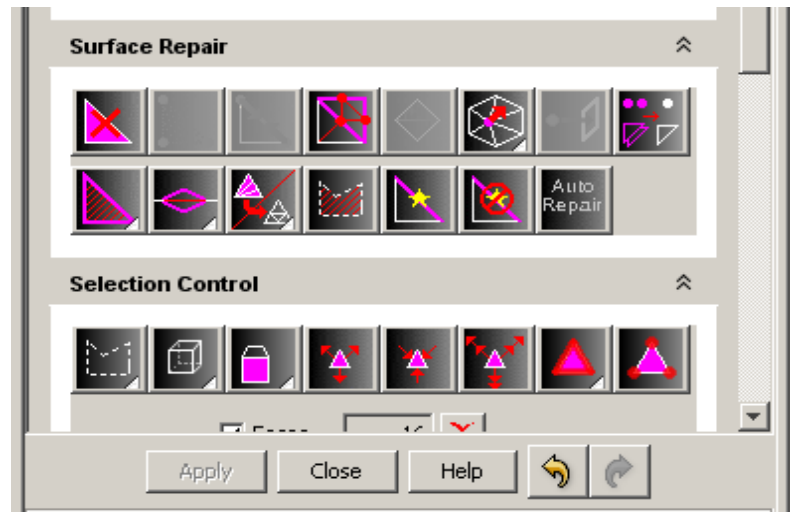 Surface Repair
Auto
Repair
Selection Control
Apply
Close
Help